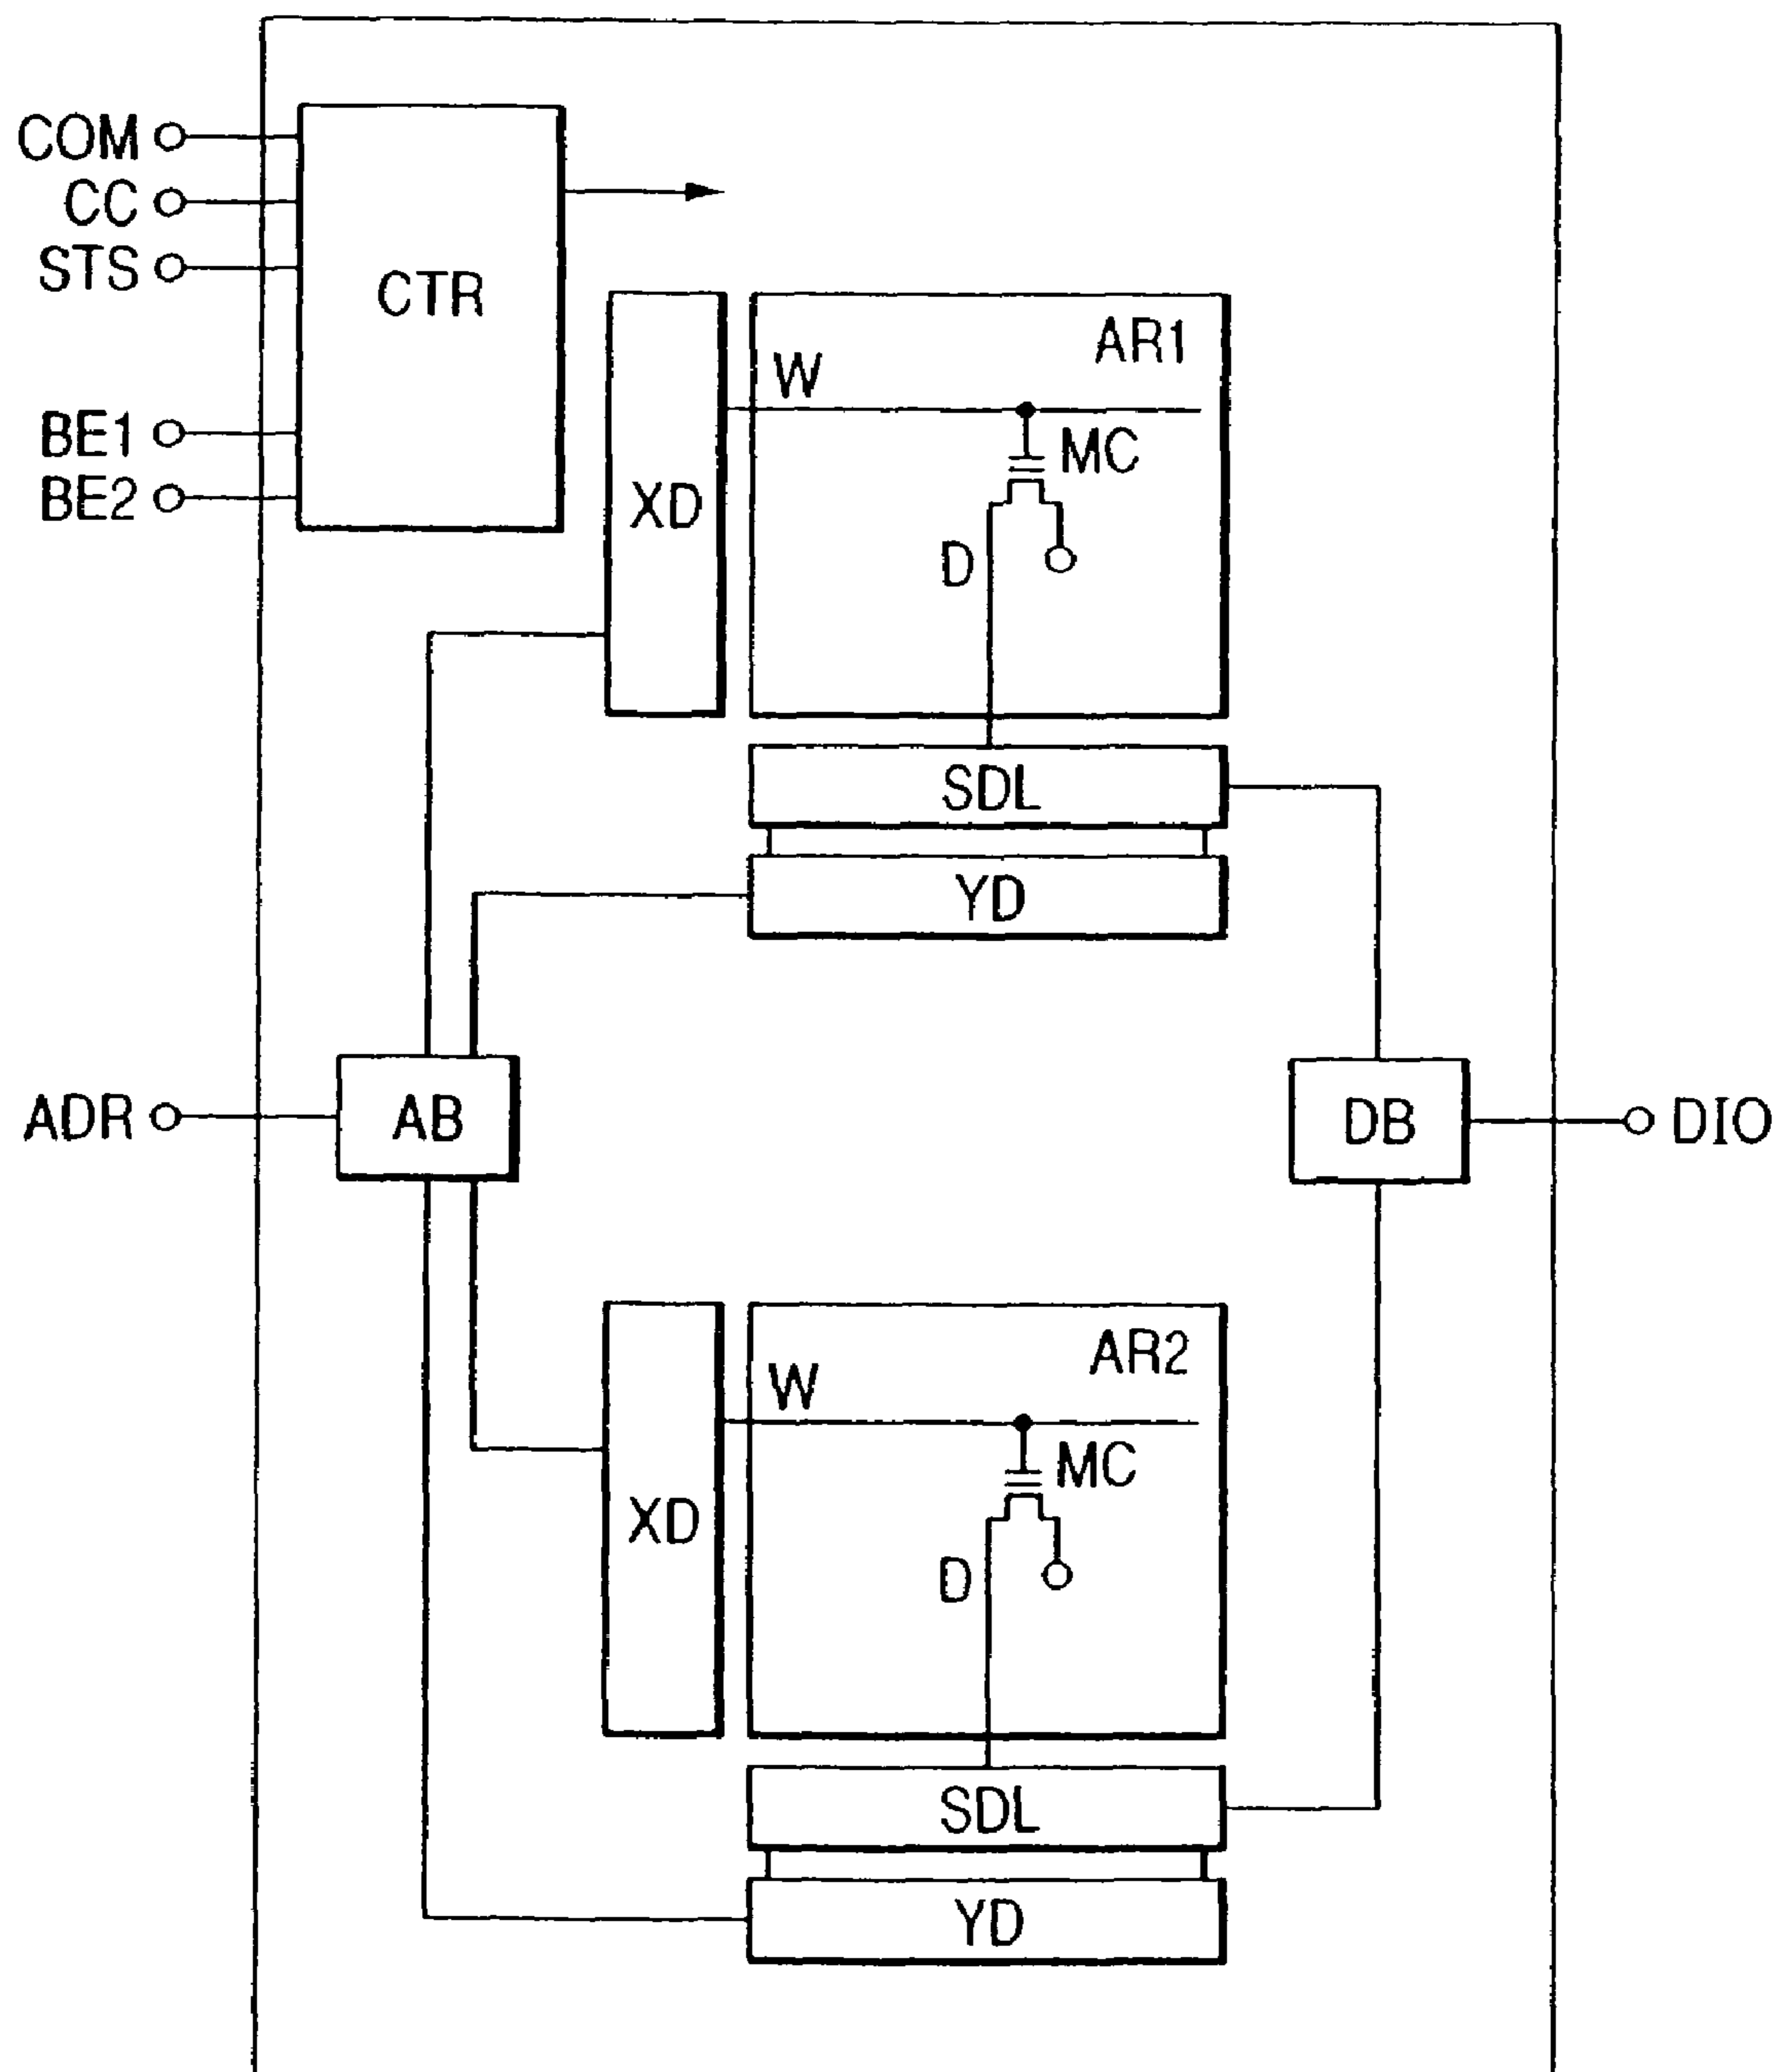 COM
CC
STS
BE1
BE2
CTR
XD
AR1
W
MC
D
SDL
YD
ADR
AB
DB
DIO
XD
AR2
W
MC
D
SDL
YD